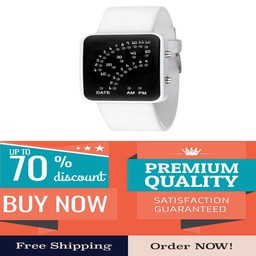 DATE AM PM
UP TO
70 % discount
BUY NOW
PREMIUM
QUALITY
SATISFACTION
GUARANTEED
Free Shipping
Order NOW!